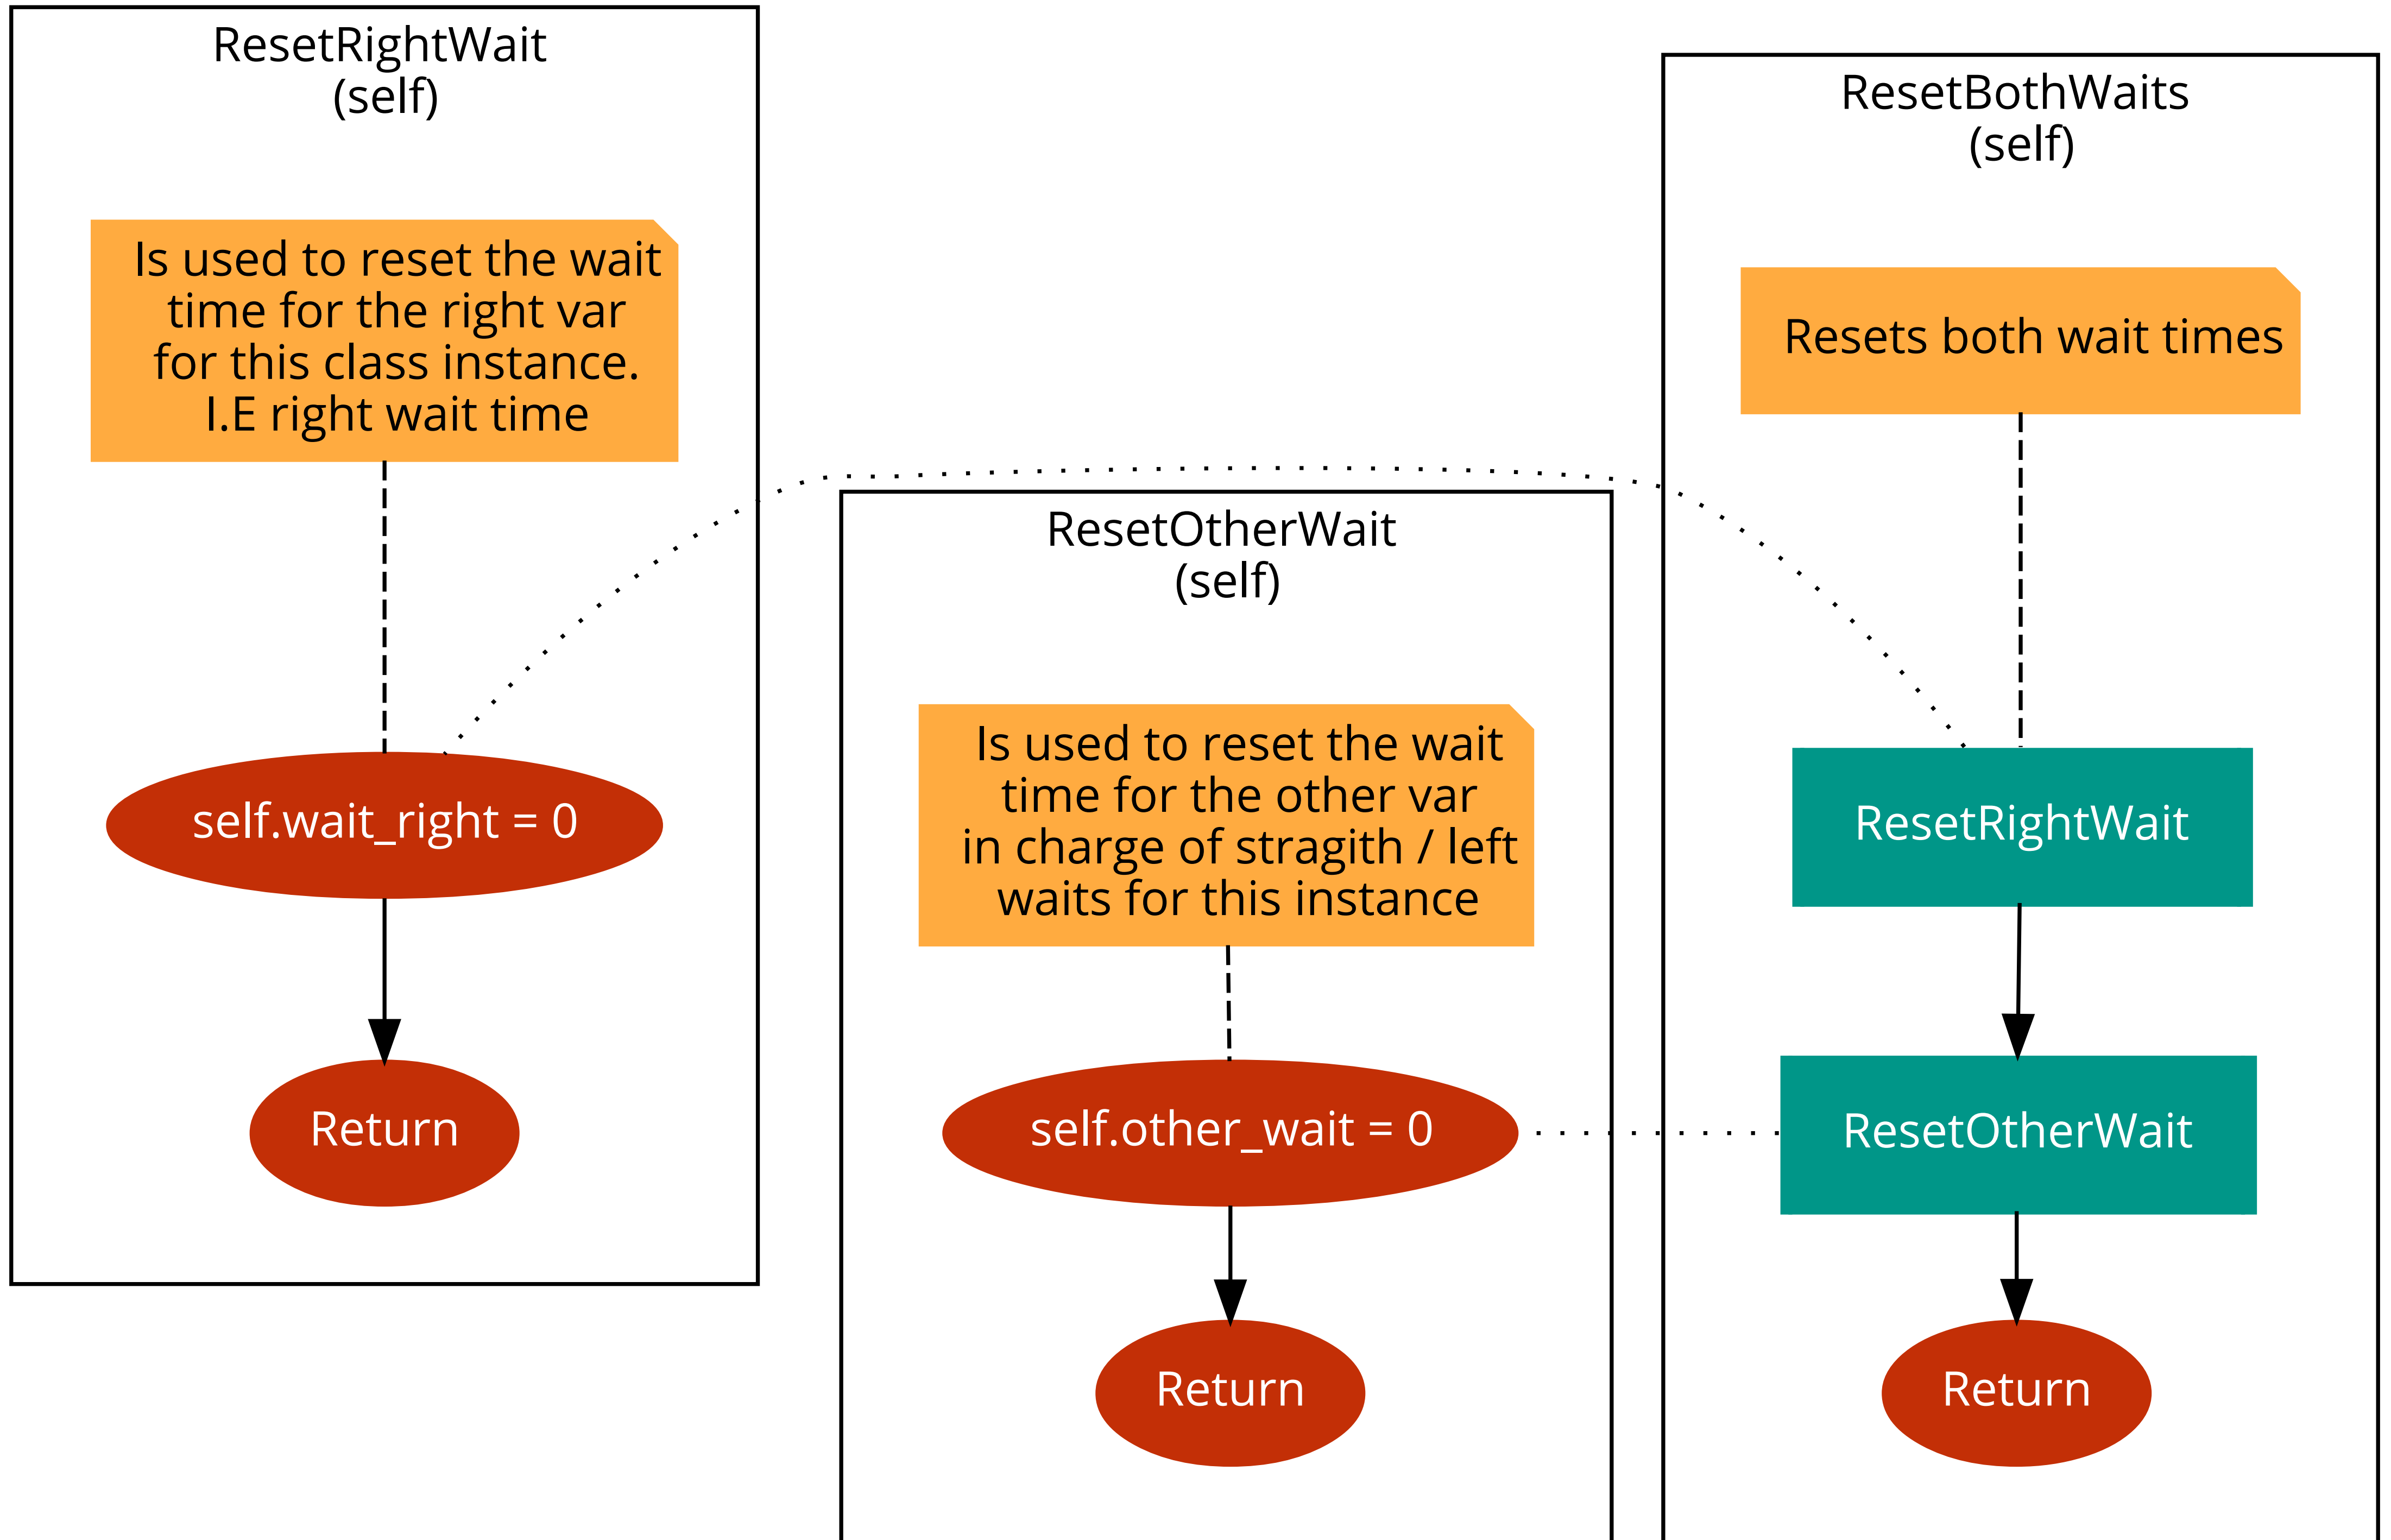 ResetRightWait
(self)
Is used to reset the wait
time for the right var
for this class instance.
I.E right wait time
self.wait_right = 0
Return
ResetOtherWait
(self)
Is used to reset the wait
time for the other var
in charge of stragith / left
waits for this instance
self.other_wait = 0
Return
ResetBothWaits
(self)
Resets both wait times
ResetRightWait
ResetOtherWait
Return